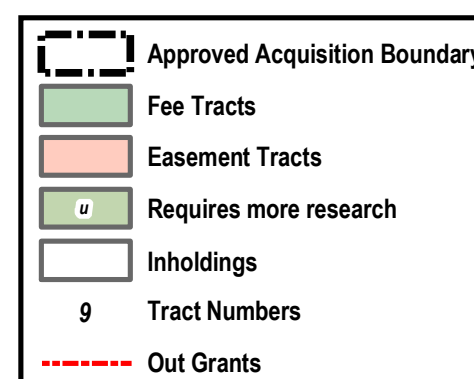 Approved Acquisition Boundary
Fee Tracts
Easement Tracts
u Requires more research
Inholdings
9 Tract Numbers
Out Grants